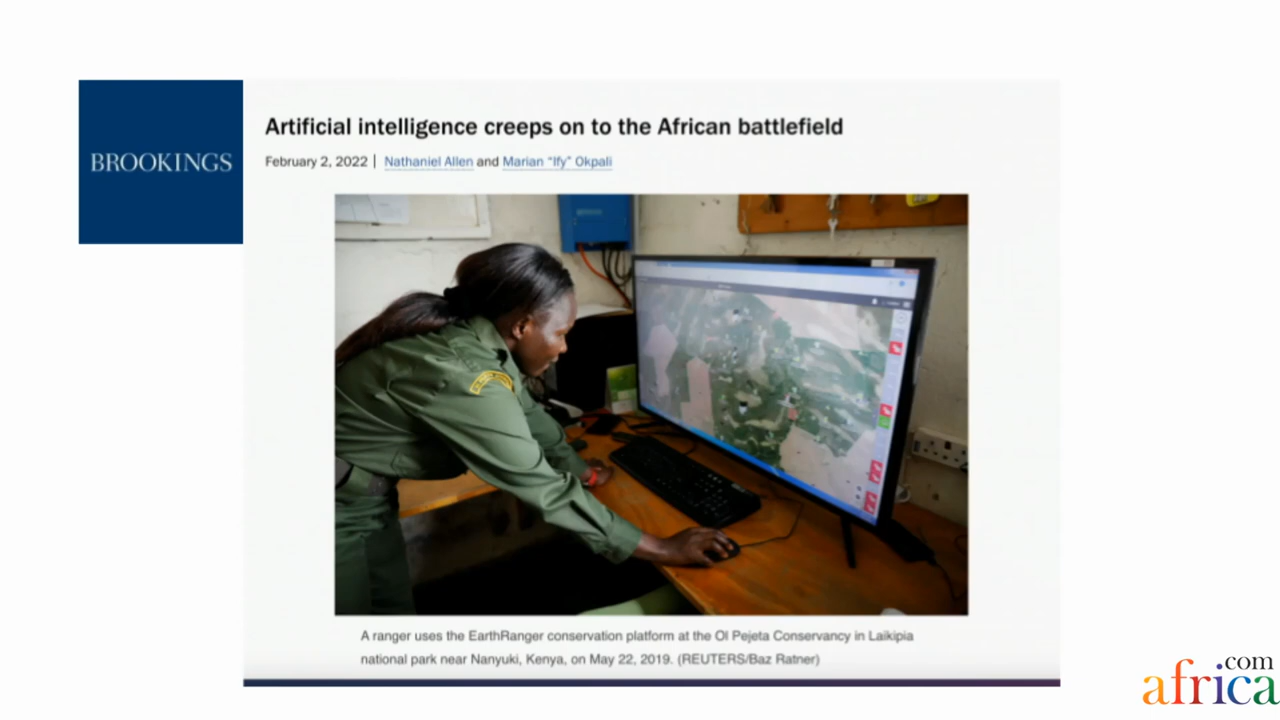 BROOKINGS
Artificial intelligence creeps on to the African battlefield
February 2, 2022 | Nathaniel Allen and Marian “Ify” Okpali
A ranger uses the EarthRanger conservation platform at the Ol Pejeta Conservancy in Laikipia
national park near Nanyuki, Kenya, on May 22, 2019. (REUTERS/Baz Ratner)
.com
africa